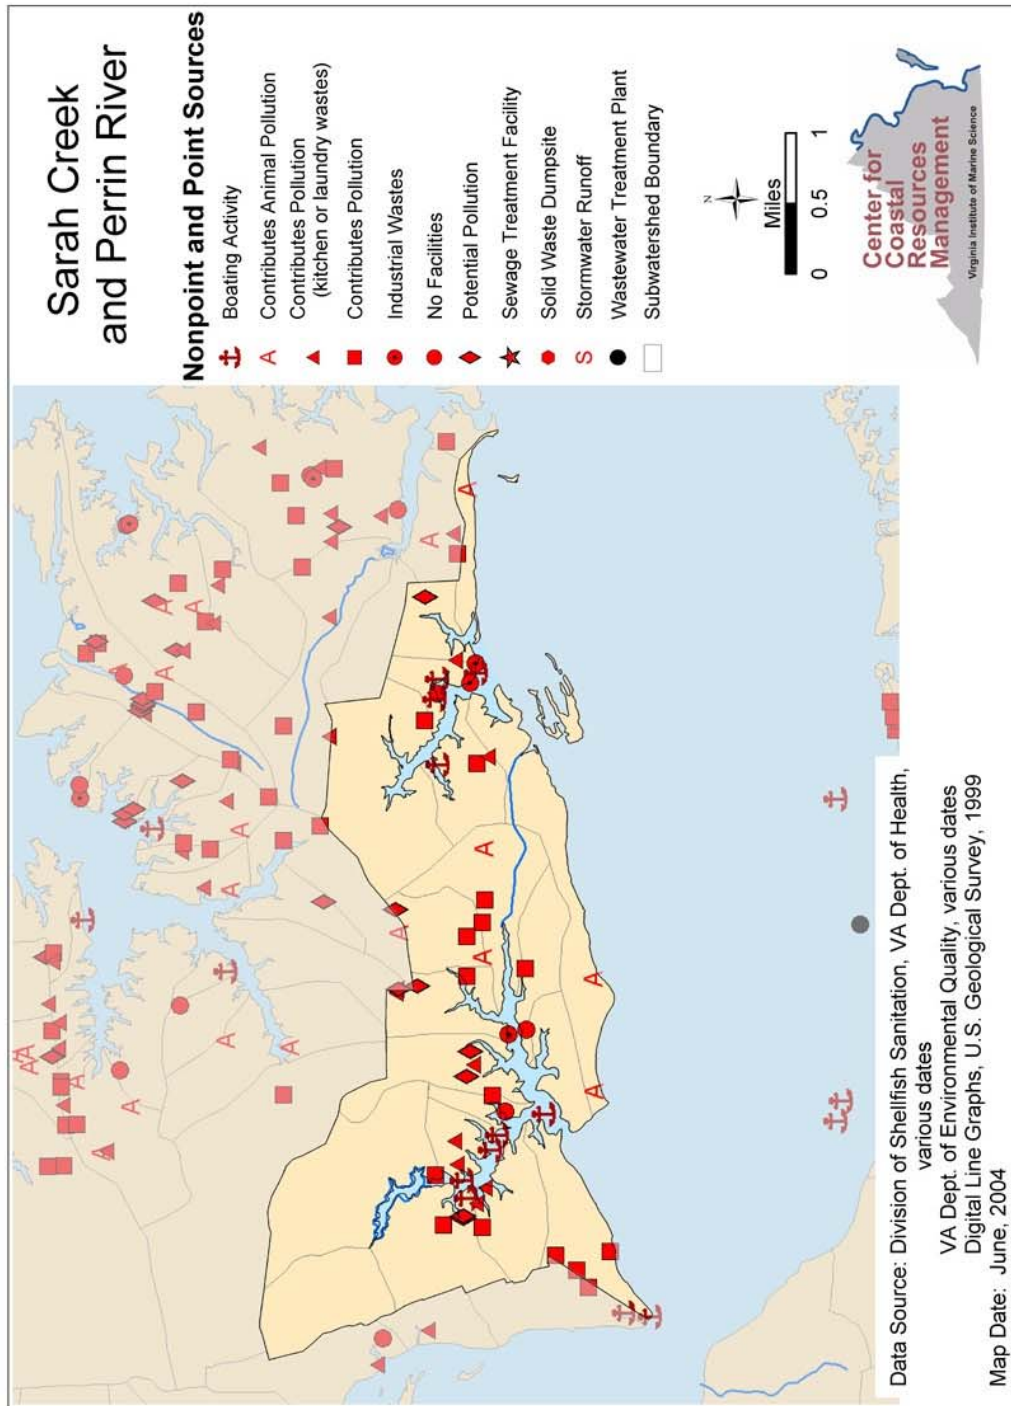 Sarah Creek
and Perrin River
Nonpoint and Point Sources
Boating Activity
A Contributes Animal Pollution
Contributes Pollution
(kitchen or laundry wastes)
Contributes Pollution
Industrial Wastes
No Facilities
Potential Pollution
Sewage Treatment Facility
Solid Waste Dumpsite
S Stormwater Runoff
Wastewater Treatment Plant
Subwatershed Boundary
N
Miles
0 0.5 1
Center for
Coastal
Resources
Management
Virginia Institute of Marine Science
Data Source: Division of Shellfish Sanitation, VA Dept. of Health,
various dates
VA Dept. of Environmental Quality, various dates
Digital Line Graphs, U.S. Geological Survey, 1999
Map Date: June, 2004